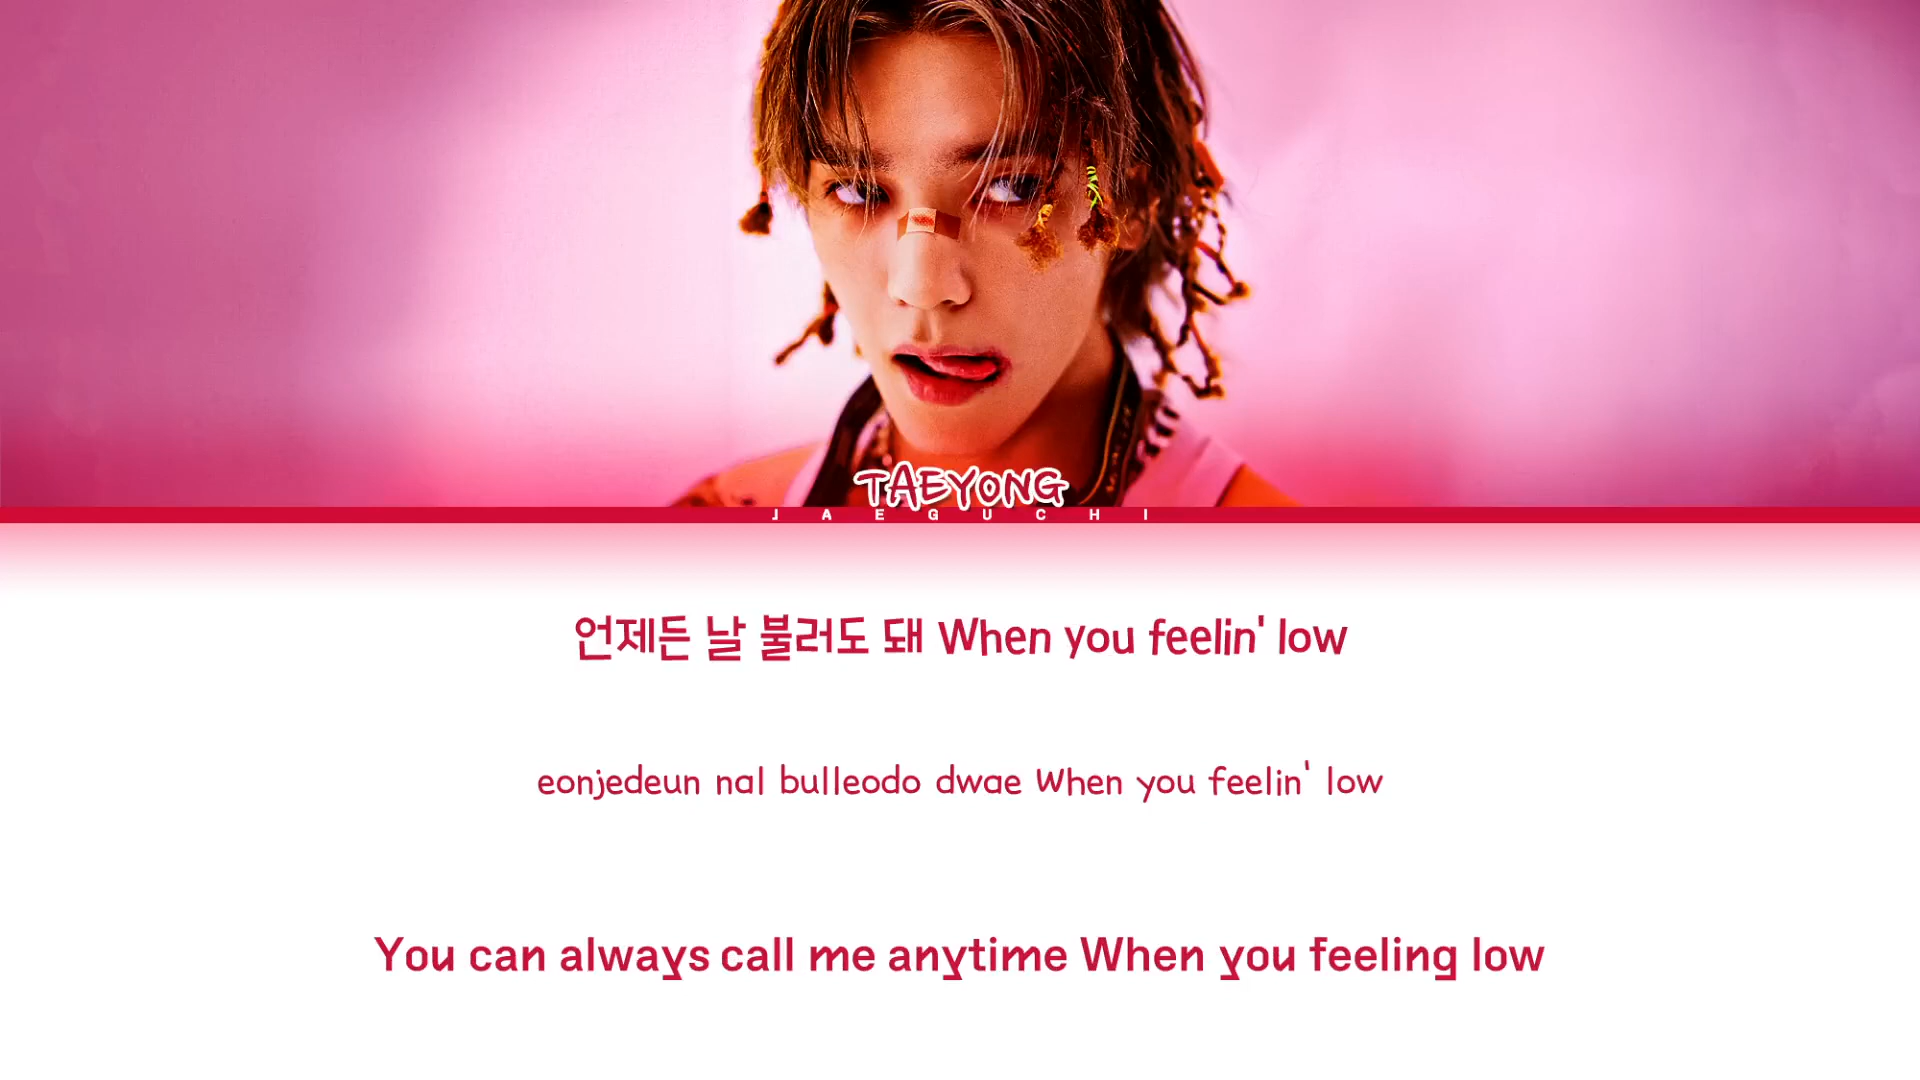 TAEYONG
JAEGUCHI
언제든 날 불러도 돼 When you feelin' low
eonjedeun nal bulleodo dwae When you feelin' low
You can always call me anytime When you feeling low